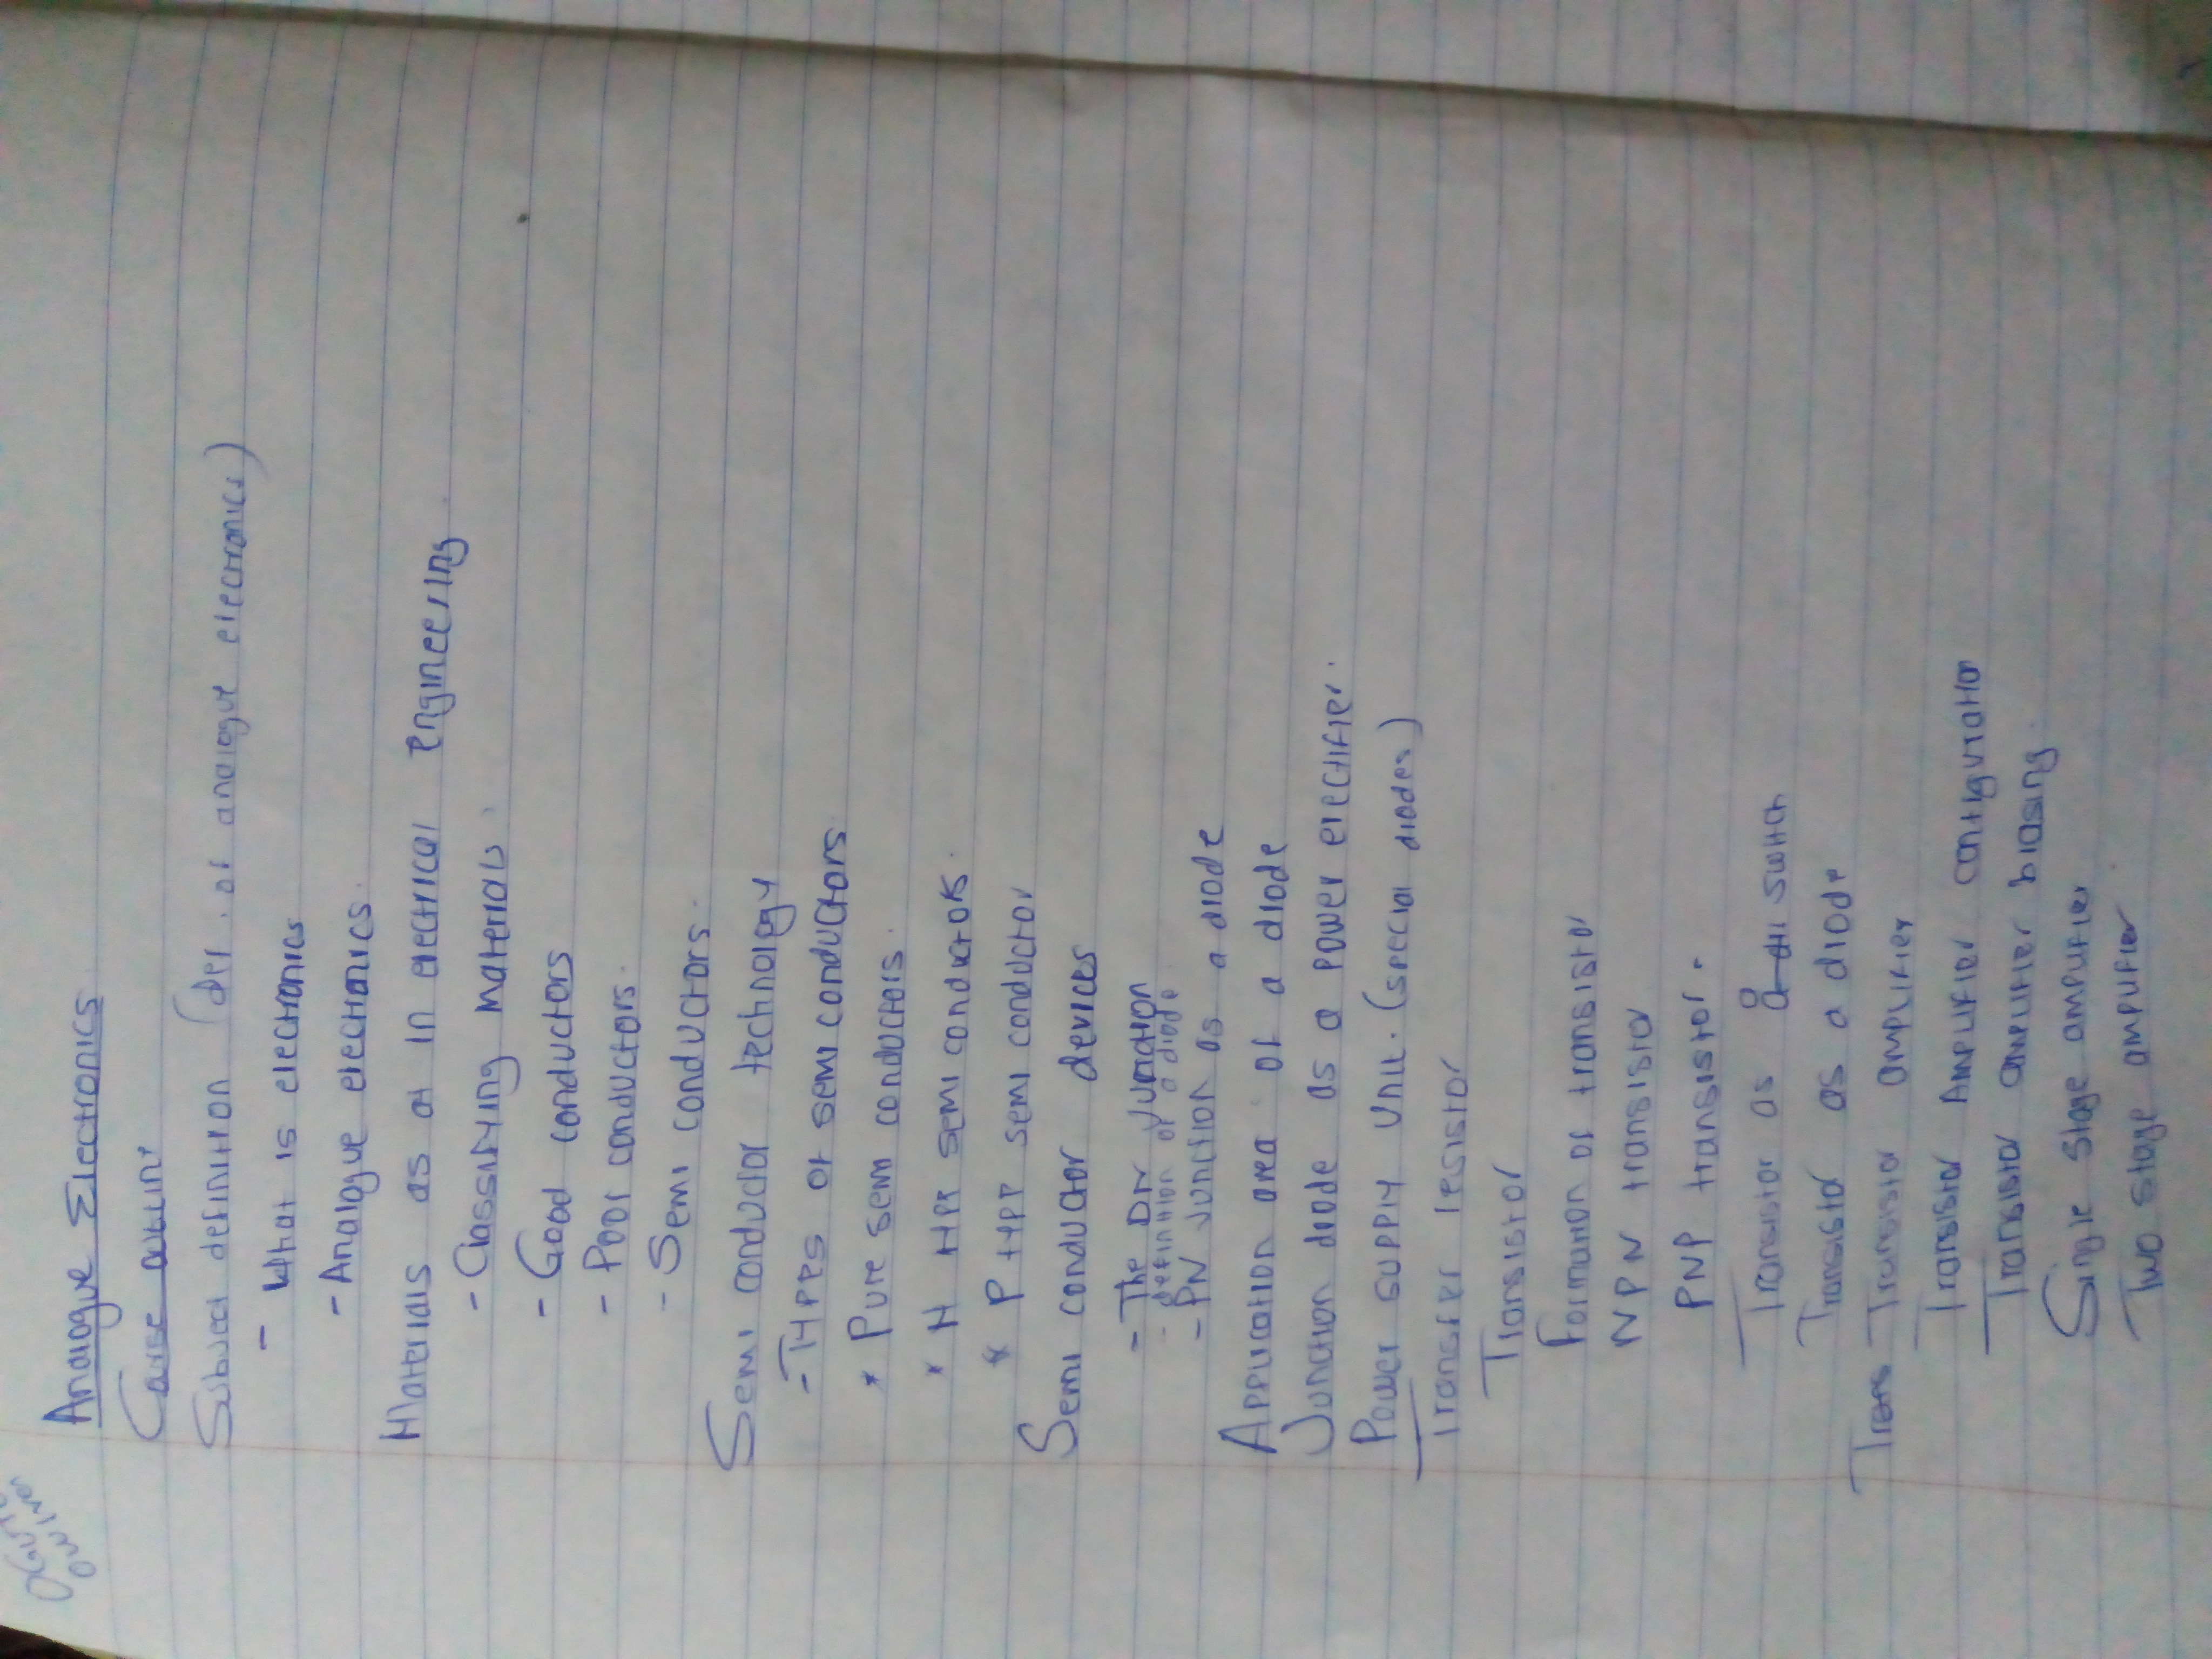 Analogue Electronics
Course outline
Subject definition (def. of analogue electronics)
- What is electronics
- Analogue electronics.
Materials as at in electrical engineering.
- Classifying materials.
- Good conductors
- Poor conductors.
- Semi conductors.
Semi conductor technology
- Types of semi conductors
* Pure semi conductors.
* N type semi conductors.
* P type semi conductor
Semi conductor devices
- The PN junction
- definition of a diode
- PN junction as a diode
Application area of a diode
Junction diode as a power erectifier.
Power supply unit. (special diodes)
Transfer resistor
Transistor
Formation of transistor
NPN transistor
PNP transistor.
Transistor as a switch
Transistor as a diode
Trans Transistor amplifier
Transistor Amplifier configuration
Transistor amplifier biasing.
Single stage amplifier
Two stage amplifier